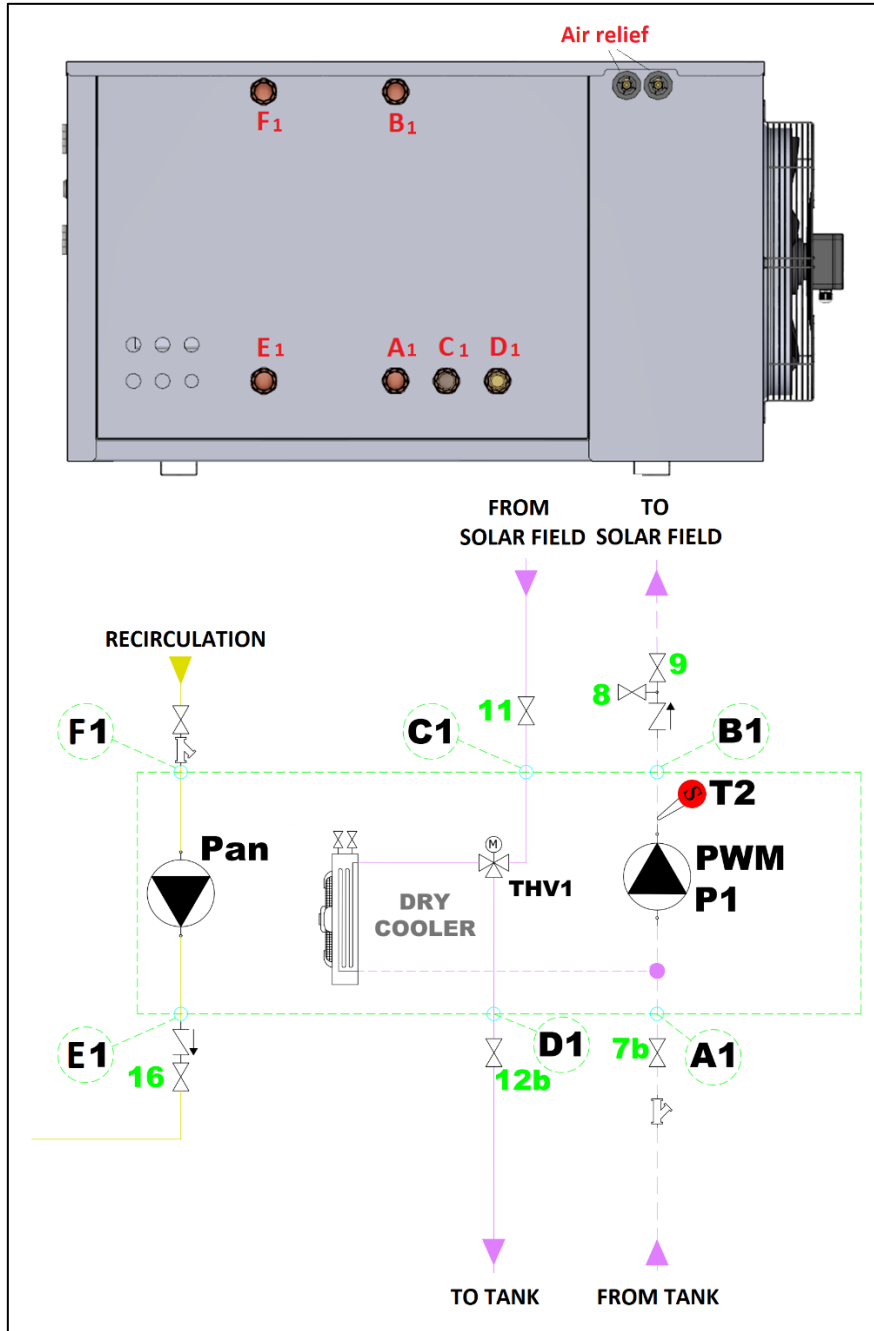 Air relief
F1
B1
E1
A1
C1
D1
FROM
SOLAR FIELD
TO
SOLAR FIELD
RECIRCULATION
9
8
11
F1
C1
B1
T2
Pan
PWM
P1
M
THV1
DRY
COOLER
E1
16
D1
12b
7b
A1
TO TANK
FROM TANK